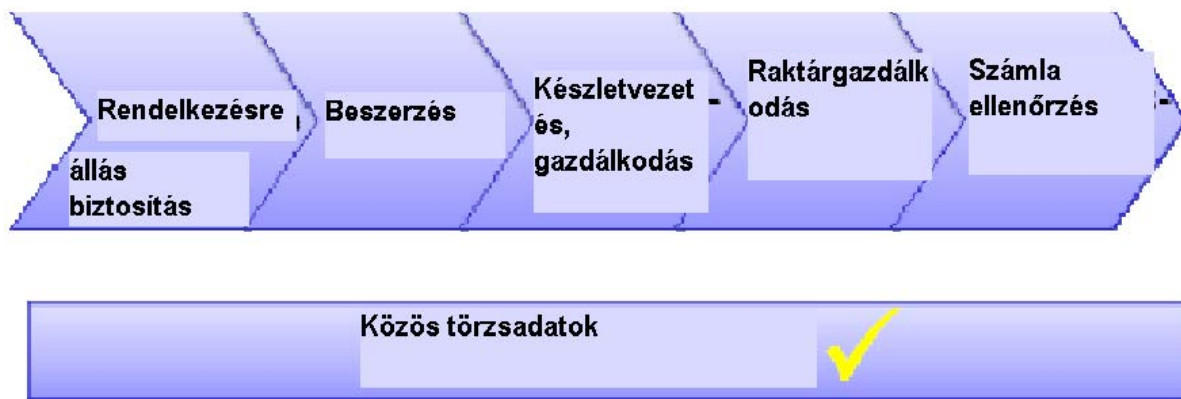 Rendelkezésre
állás
biztosítás
Beszerzés
Készletvezet
és,
gazdálkodás
Raktárgazdálk
odás
Számla
ellenőrzés
Közös törzsadatok